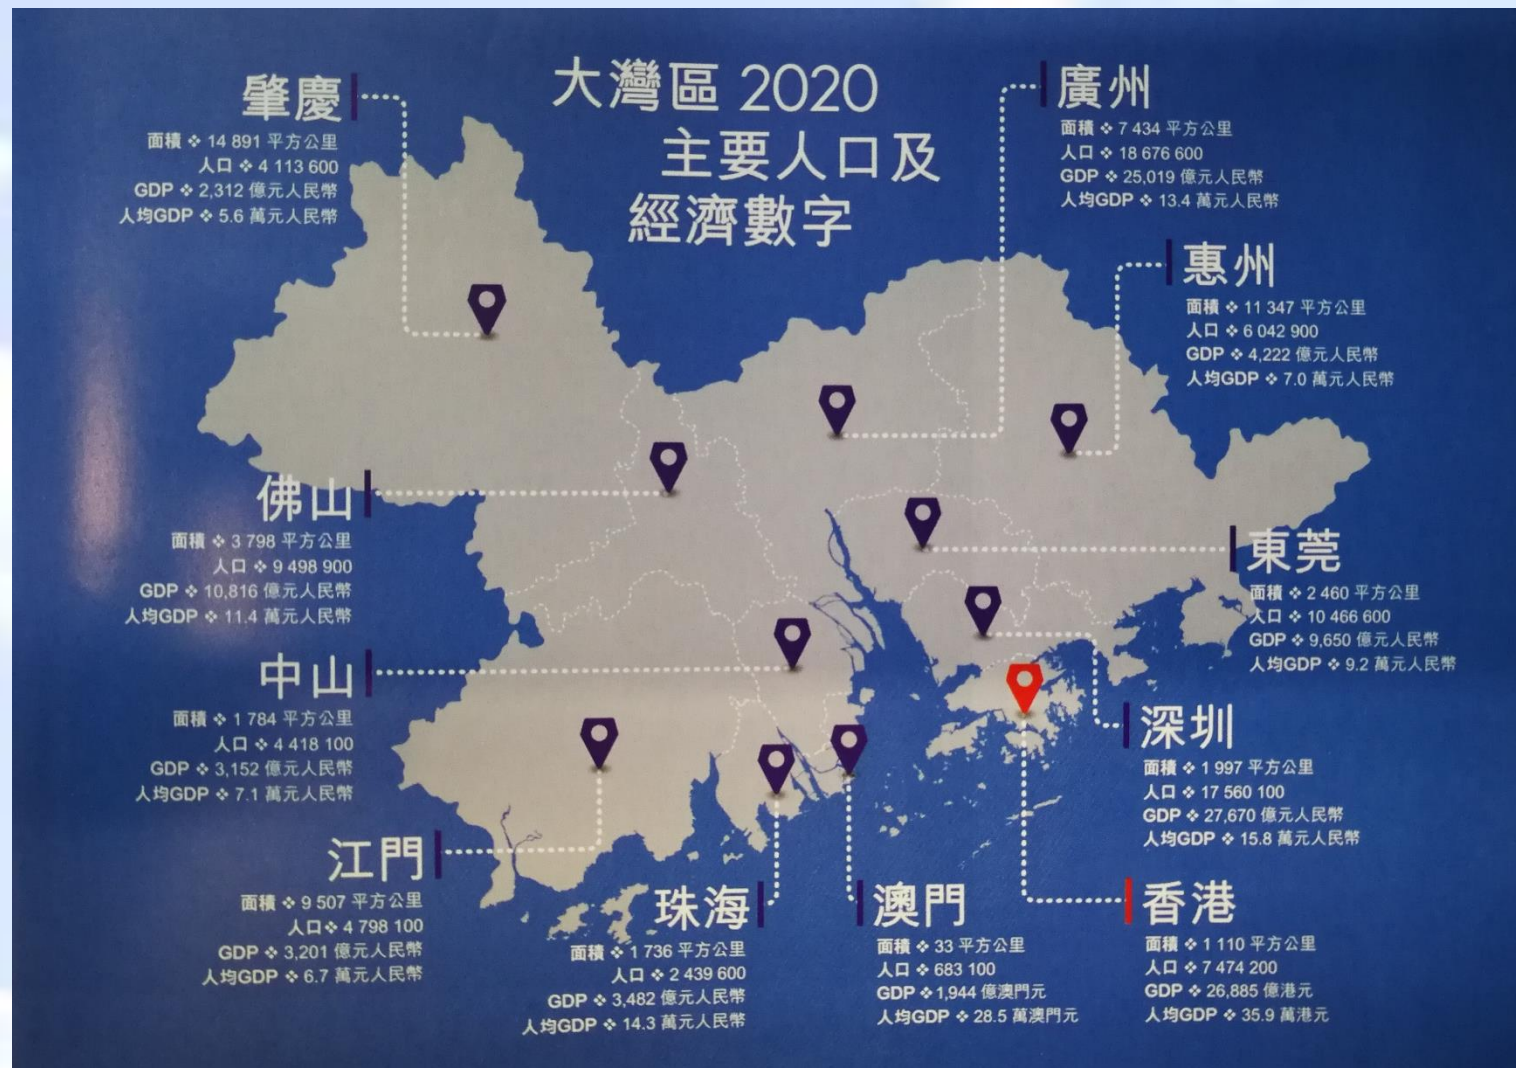 大灣區 2020
主要人口及
經濟數字
肇慶
面積 ❖ 14 891 平方公里
人口 ❖ 4 113 600
GDP ❖ 2,312 億元人民幣
人均GDP ❖ 5.6 萬元人民幣
廣州
面積 ❖ 7 434 平方公里
人口 ❖ 18 676 600
GDP ❖ 25,019 億元人民幣
人均GDP ❖ 13.4 萬元人民幣
惠州
面積 ❖ 11 347 平方公里
人口 ❖ 6 042 900
GDP ❖ 4,222 億元人民幣
人均GDP ❖ 7.0 萬元人民幣
佛山
面積 ❖ 3 798 平方公里
人口 ❖ 9 498 900
GDP ❖ 10,816 億元人民幣
人均GDP ❖ 11.4 萬元人民幣
東莞
面積 ❖ 2 460 平方公里
人口 ❖ 10 466 600
GDP ❖ 9,650 億元人民幣
人均GDP ❖ 9.2 萬元人民幣
中山
面積 ❖ 1 784 平方公里
人口 ❖ 4 418 100
GDP ❖ 3,152 億元人民幣
人均GDP ❖ 7.1 萬元人民幣
深圳
面積 ❖ 1 997 平方公里
人口 ❖ 17 560 100
GDP ❖ 27,670 億元人民幣
人均GDP ❖ 15.8 萬元人民幣
江門
面積 ❖ 9 507 平方公里
人口❖ 4 798 100
GDP ❖ 3,201 億元人民幣
人均GDP ❖ 6.7 萬元人民幣
珠海
面積 ❖ 1 736 平方公里
人口 ❖ 2 439 600
GDP ❖ 3,482 億元人民幣
人均GDP ❖ 14.3 萬元人民幣
澳門
面積 ❖ 33 平方公里
人口 ❖ 683 100
GDP ❖1,944 億澳門元
人均GDP ❖ 28.5 萬澳門元
香港
面積 ❖ 1 110 平方公里
人口 ❖ 7 474 200
GDP ❖ 26,885 億港元
人均GDP ❖ 35.9 萬港元